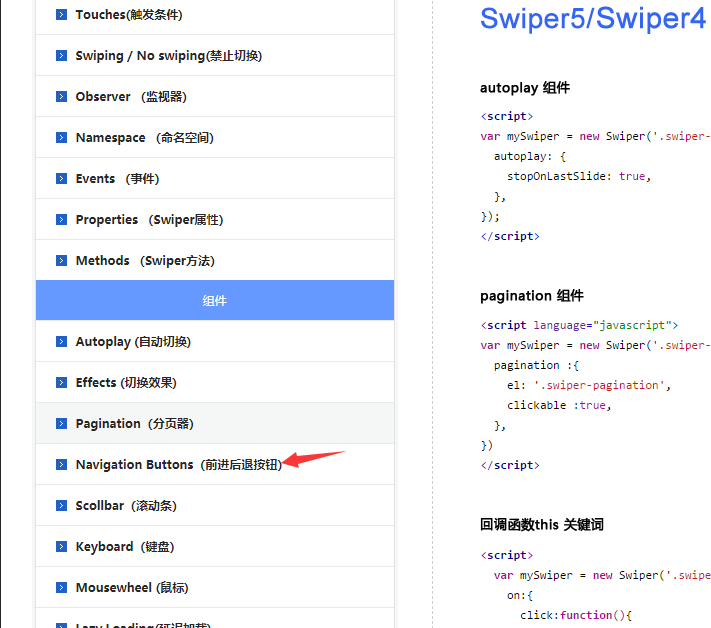 Touches(触发条件)
Swiping / No swiping(禁止切换)
Observer （监视器）
Namespace （命名空间）
Events （事件）
Properties （Swiper属性）
Methods （Swiper方法）
组件
Autoplay (自动切换)
Effects (切换效果)
Pagination（分页器）
Navigation Buttons（前进后退按钮）
Scollbar（滚动条）
Keyboard（键盘）
Mousewheel (鼠标)
Lazy Loading(延迟加载)
Swiper5/Swiper4
autoplay 组件
<script>
var mySwiper = new Swiper('.swiper-
autoplay: {
stopOnLastSlide: true,
},
});
</script>
pagination 组件
<script language="javascript">
var mySwiper = new Swiper('.swiper-
pagination :{
el: '.swiper-pagination',
clickable :true,
},
})
</script>
回调函数this 关键词
<script>
var mySwiper = new Swiper('.swipe
on:{
click:function(){